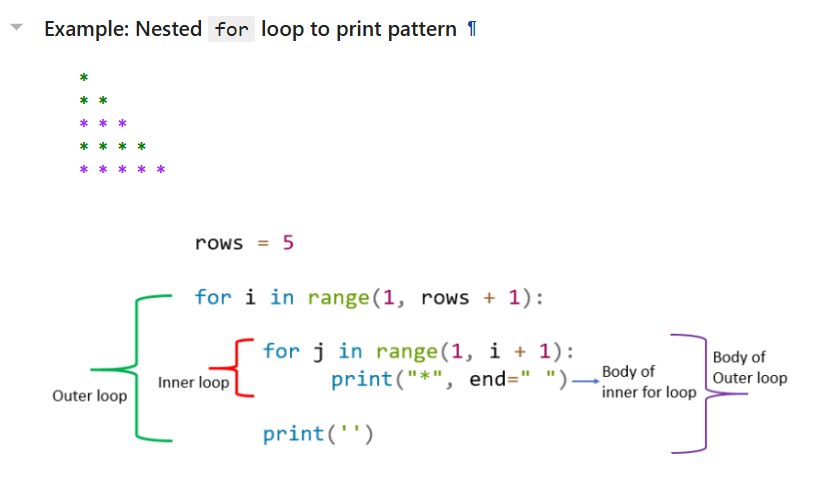 Example: Nested for loop to print pattern ¶
*
* *
* * *
* * * *
* * * * *
rows = 5
for i in range(1, rows + 1):
for j in range(1, i + 1):
print("*", end=" ")
print('')
Outer loop
Inner loop
Body of
inner for loop
Body of
Outer loop